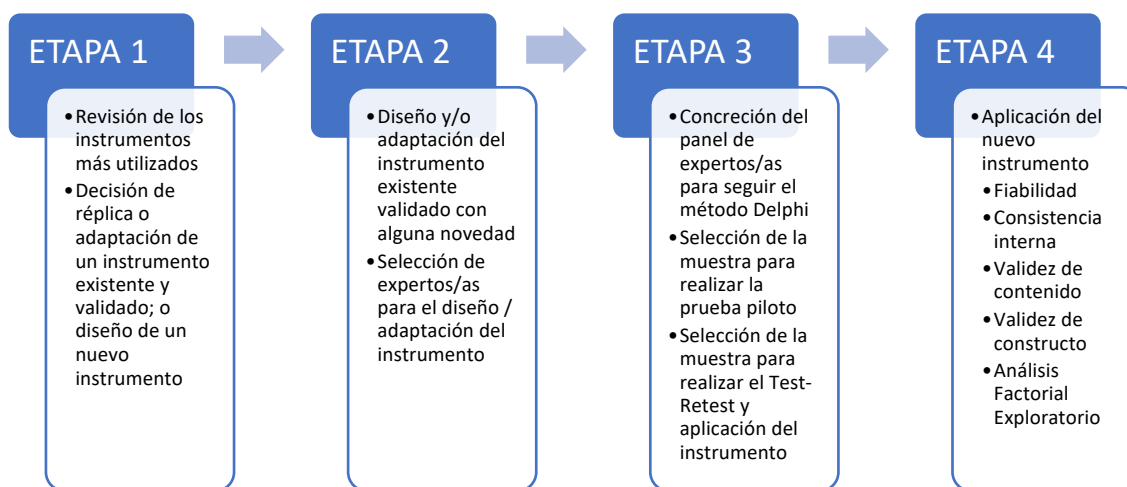 ETAPA 1
•Revisión de los
instrumentos
más utilizados
•Decisión de
réplica o
adaptación de
un instrumento
existente y
validado; o
diseño de un
nuevo
instrumento
ETAPA 2
•Diseño y/o
adaptación del
instrumento
existente
validado con
alguna novedad
•Selección de
expertos/as
para el diseño /
adaptación del
instrumento
ETAPA 3
•Concreción del
panel de
expertos/as
para seguir el
método Delphi
•Selección de la
muestra para
realizar la
prueba piloto
•Selección de la
muestra para
realizar el Test-
Retest y
aplicación del
instrumento
ETAPA 4
•Aplicación del
nuevo
instrumento
•Fiabilidad
•Consistencia
interna
•Validez de
contenido
•Validez de
constructo
•Análisis
Factorial
Exploratorio